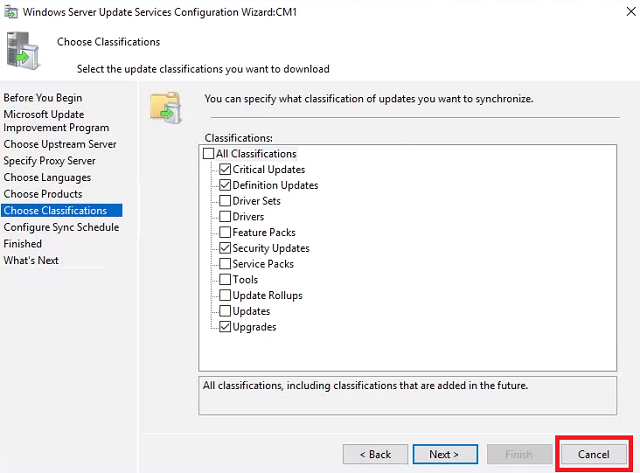 Windows Server Update Services Configuration Wizard:CM1
Choose Classifications
Select the update classifications you want to download
Before You Begin
Microsoft Update
Improvement Program
Choose Upstream Server
Specify Proxy Server
Choose Languages
Choose Products
Choose Classifications
Configure Sync Schedule
Finished
What's Next
You can specify what classification of updates you want to synchronize.
Classifications:
All Classifications
Critical Updates
Definition Updates
Driver Sets
Drivers
Feature Packs
Security Updates
Service Packs
Tools
Update Rollups
Updates
Upgrades
All classifications, including classifications that are added in the future.
< Back
Next >
Finish
Cancel